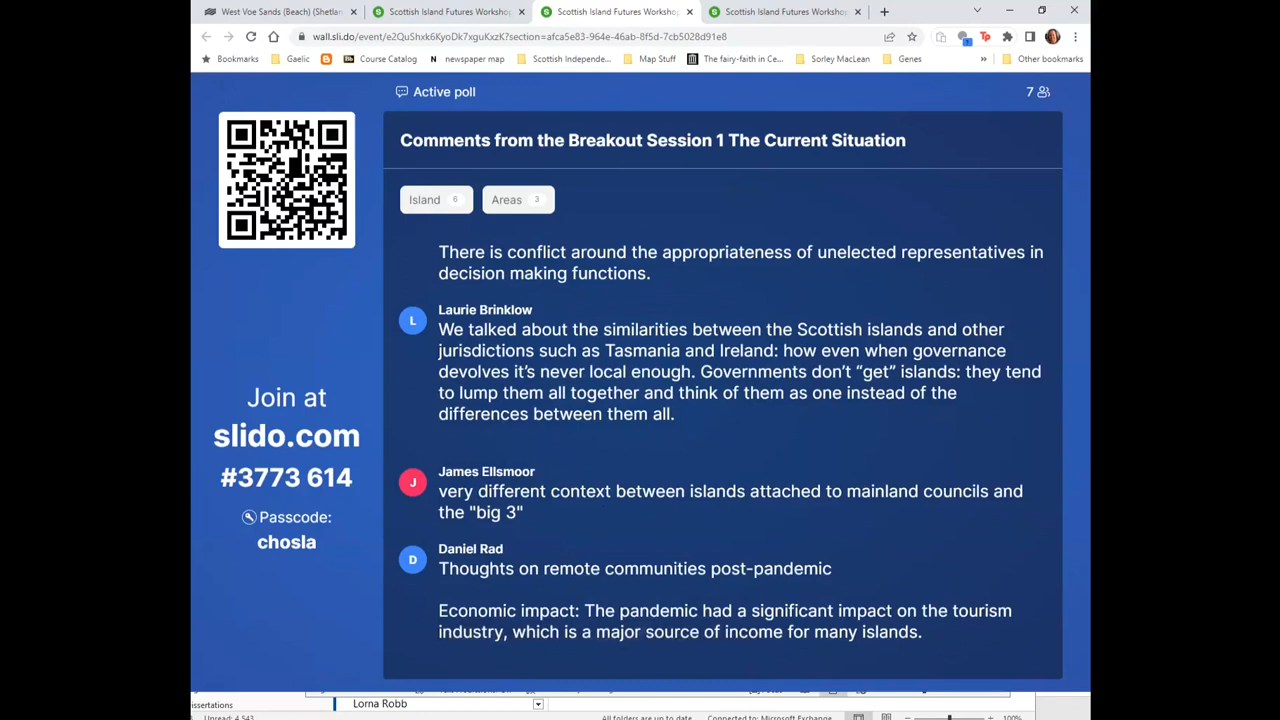 West Voe Sands (Beach) (Shetlan
Scottish Island Futures Worksho
Scottish Island Futures Worksho
Scottish Island Futures Worksho
wall.sli.do/event/e2QuShxk6KyoDk7xguKxzK?section=afca5e83-964e-46ab-8f5d-7cb5028d91e8
Bookmarks
Gaelic
Course Catalog
newspaper map
Scottish Independe...
Map Stuff
The fairy-faith in Ce...
Sorley MacLean
Genes
»
Other bookmarks
Active poll
7
Comments from the Breakout Session 1 The Current Situation
Island 6
Areas 3
There is conflict around the appropriateness of unelected representatives in
decision making functions.
L
Laurie Brinklow
We talked about the similarities between the Scottish islands and other
jurisdictions such as Tasmania and Ireland: how even when governance
devolves it’s never local enough. Governments don’t “get” islands: they tend
to lump them all together and think of them as one instead of the
differences between them all.
J
James Ellsmoor
very different context between islands attached to mainland councils and
the "big 3"
D
Daniel Rad
Thoughts on remote communities post-pandemic
Economic impact: The pandemic had a significant impact on the tourism
industry, which is a major source of income for many islands.
Join at
slido.com
#3773 614
Passcode:
chosla
issertations
Lorna Robb
Unread: 4,543
All folders are up to date
Connected to: Microsoft Exchange
100%